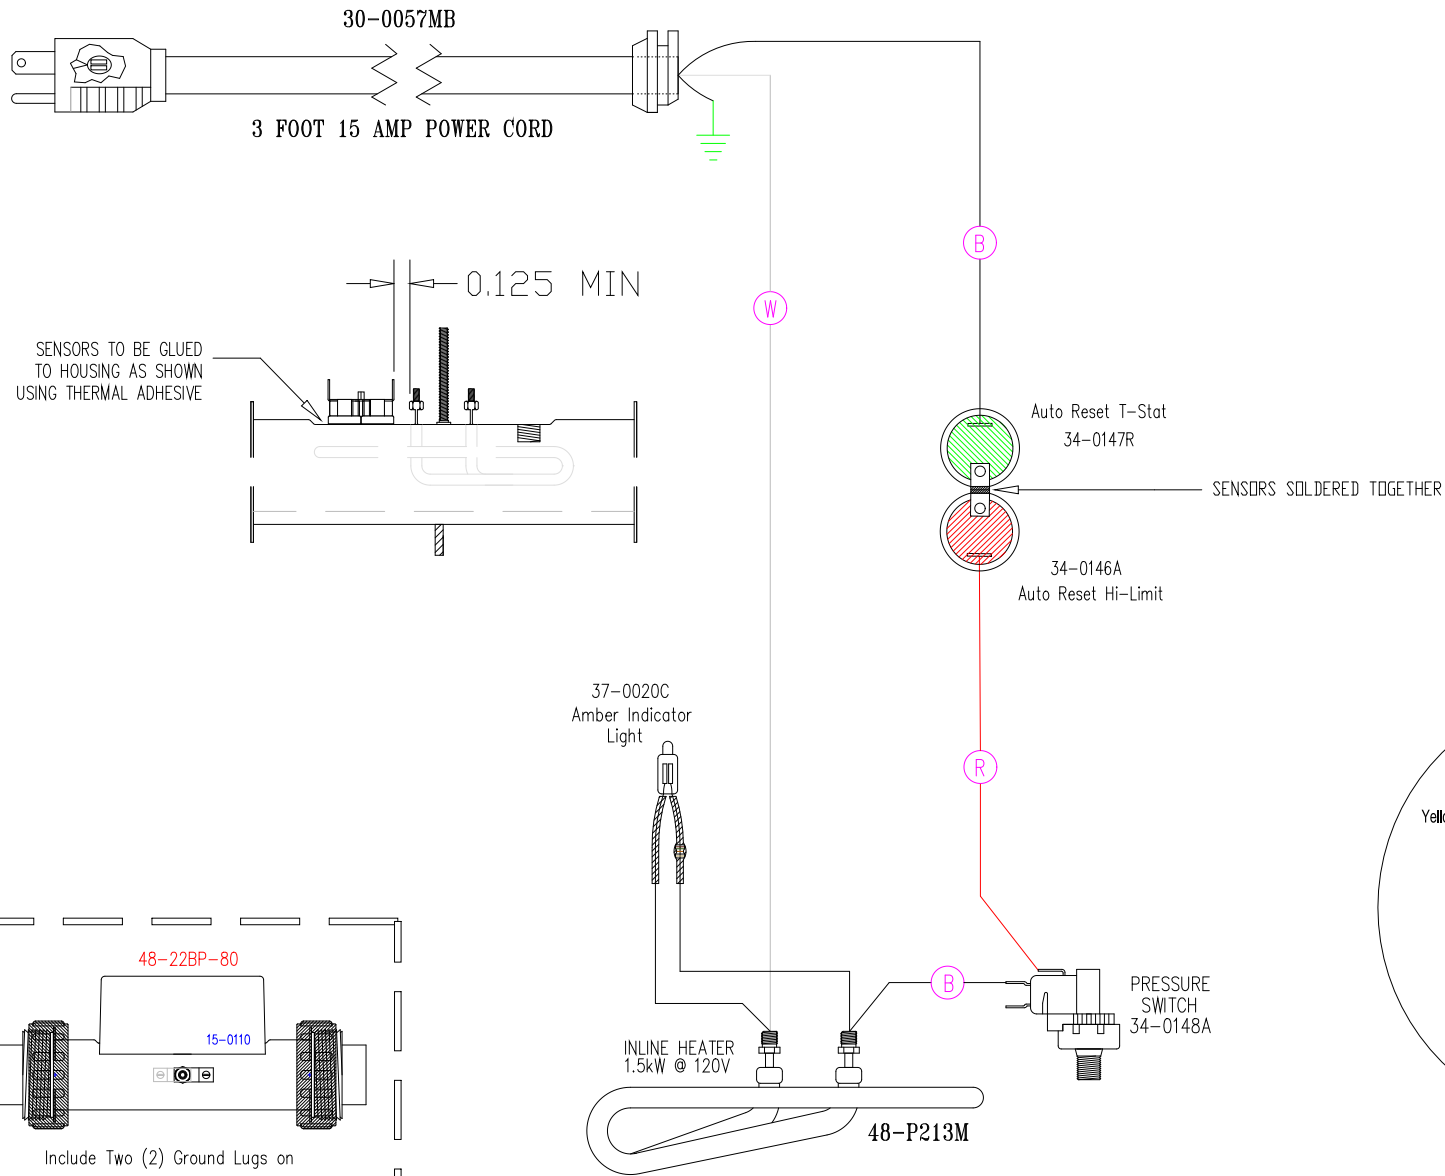 30-0057MB
3 FOOT 15 AMP POWER CORD
B
W
0.125 MIN
SENSORS TO BE GLUED
TO HOUSING AS SHOWN
USING THERMAL ADHESIVE
Auto Reset T-Stat
34-0147R
SENSORS SOLDERED TOGETHER
34-0146A
Auto Reset Hi-Limit
37-0020C
Amber Indicator
Light
R
48-22BP-80
15-0110
B
PRESSURE
SWITCH
34-0148A
INLINE HEATER
1.5kW @ 120V
48-P213M
Include Two (2) Ground Lugs on